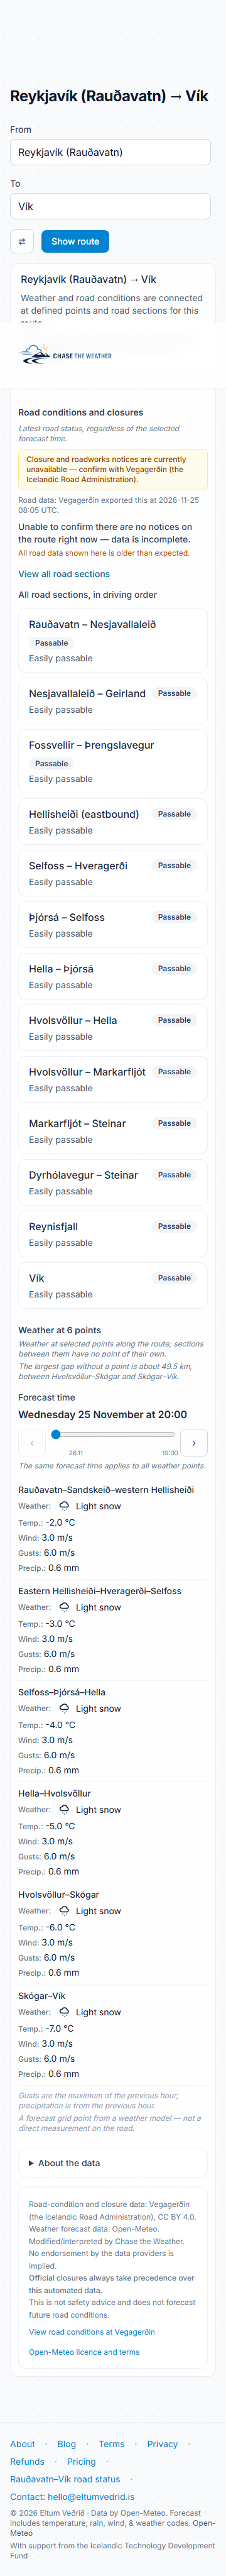 Reykjavík (Rauðavatn) → Vík
From
Reykjavík (Rauðavatn)
To
Vík
⇄
Show route
Reykjavík (Rauðavatn) → Vík
Weather and road conditions are connected
at defined points and road sections for this
CHASE THE WEATHER
Road conditions and closures
Latest road status, regardless of the selected
forecast time.
Closure and roadworks notices are currently
unavailable — confirm with Vegagerðin (the
Icelandic Road Administration).
Road data: Vegagerðin exported this at 2026-11-25
08:05 UTC.
Unable to confirm there are no notices on
the route right now — data is incomplete.
All road data shown here is older than expected.
View all road sections
All road sections, in driving order
Rauðavatn – Nesjavallaleið
Passable
Easily passable
Nesjavallaleið – Geirland Passable
Easily passable
Fossvellir – Þrengslavegur
Passable
Easily passable
Hellisheiði (eastbound) Passable
Easily passable
Selfoss – Hveragerði Passable
Easily passable
Þjórsá – Selfoss Passable
Easily passable
Hella – Þjórsá Passable
Easily passable
Hvolsvöllur – Hella Passable
Easily passable
Hvolsvöllur – Markarfljót Passable
Easily passable
Markarfljót – Steinar Passable
Easily passable
Dyrhólavegur – Steinar Passable
Easily passable
Reynisfjall Passable
Easily passable
Vík Passable
Easily passable
Weather at 6 points
Weather at selected points along the route; sections
between them have no point of their own.
The largest gap without a point is about 49.5 km,
between Hvolsvöllur–Skógar and Skógar–Vík.
Forecast time
Wednesday 25 November at 20:00
‹ ›
26.11 19:00
The same forecast time applies to all weather points.
Rauðavatn–Sandskeið–western Hellisheiði
Weather: Light snow
Temp.: -2.0 °C
Wind: 3.0 m/s
Gusts: 6.0 m/s
Precip.: 0.6 mm
Eastern Hellisheiði–Hveragerði–Selfoss
Weather: Light snow
Temp.: -3.0 °C
Wind: 3.0 m/s
Gusts: 6.0 m/s
Precip.: 0.6 mm
Selfoss–Þjórsá–Hella
Weather: Light snow
Temp.: -4.0 °C
Wind: 3.0 m/s
Gusts: 6.0 m/s
Precip.: 0.6 mm
Hella–Hvolsvöllur
Weather: Light snow
Temp.: -5.0 °C
Wind: 3.0 m/s
Gusts: 6.0 m/s
Precip.: 0.6 mm
Hvolsvöllur–Skógar
Weather: Light snow
Temp.: -6.0 °C
Wind: 3.0 m/s
Gusts: 6.0 m/s
Precip.: 0.6 mm
Skógar–Vík
Weather: Light snow
Temp.: -7.0 °C
Wind: 3.0 m/s
Gusts: 6.0 m/s
Precip.: 0.6 mm
Gusts are the maximum of the previous hour;
precipitation is from the previous hour.
A forecast grid point from a weather model — not a
direct measurement on the road.
▶ About the data
Road-condition and closure data: Vegagerðin
(the Icelandic Road Administration), CC BY 4.0.
Weather forecast data: Open-Meteo.
Modified/interpreted by Chase the Weather.
No endorsement by the data providers is
implied.
Official closures always take precedence over
this automated data.
This is not safety advice and does not forecast
future road conditions.
View road conditions at Vegagerðin
Open-Meteo licence and terms
About · Blog · Terms · Privacy ·
Refunds · Pricing ·
Rauðavatn–Vík road status ·
Contact: hello@eltumvedrid.is
© 2026 Eltum Veðrið · Data by Open-Meteo. Forecast
includes temperature, rain, wind, & weather codes. Open-
Meteo
With support from the Icelandic Technology Development
Fund